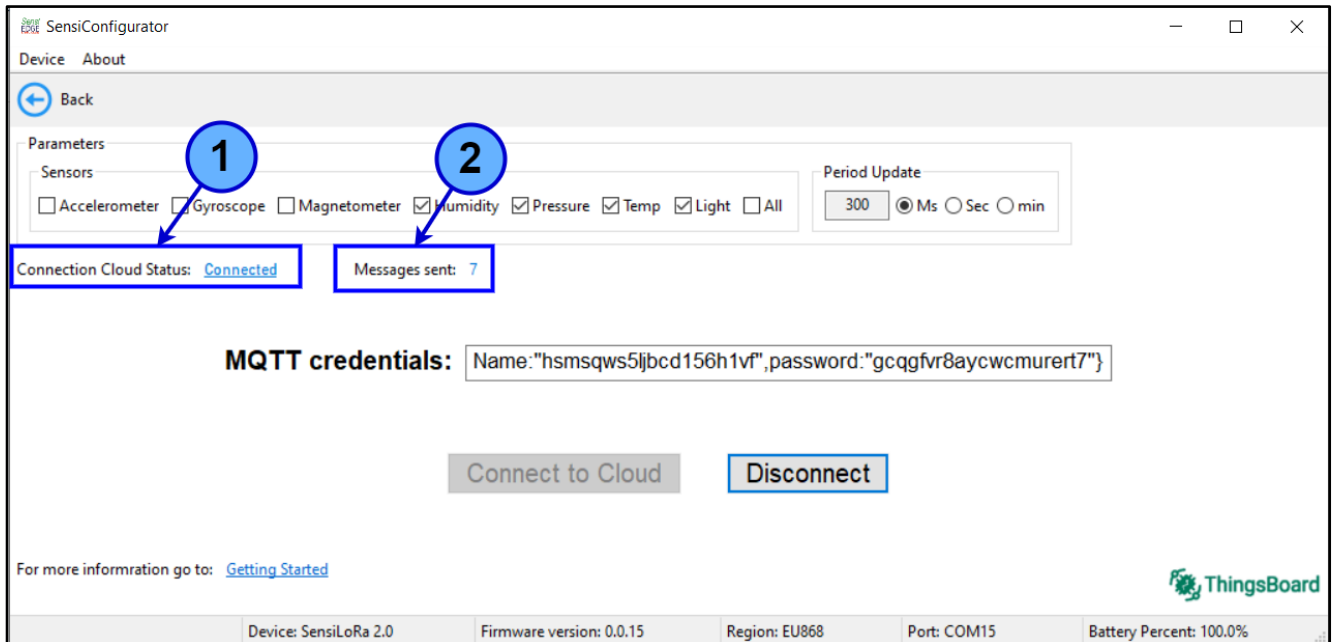 Sensi EDGE SensiConfigurator
Device About
Back
Parameters
Sensors
Accelerometer Gyroscope Magnetometer Humidity Pressure Temp Light All
Period Update
300 Ms Sec min
1
2
Connection Cloud Status: Connected
Messages sent: 7
MQTT credentials: Name:"hsmsqws5ljbcd156h1vf",password:"gcqgfvr8aycwcmurert7"}
Connect to Cloud Disconnect
For more informration go to: Getting Started
ThingsBoard
Device: SensiLoRa 2.0 Firmware version: 0.0.15 Region: EU868 Port: COM15 Battery Percent: 100.0%